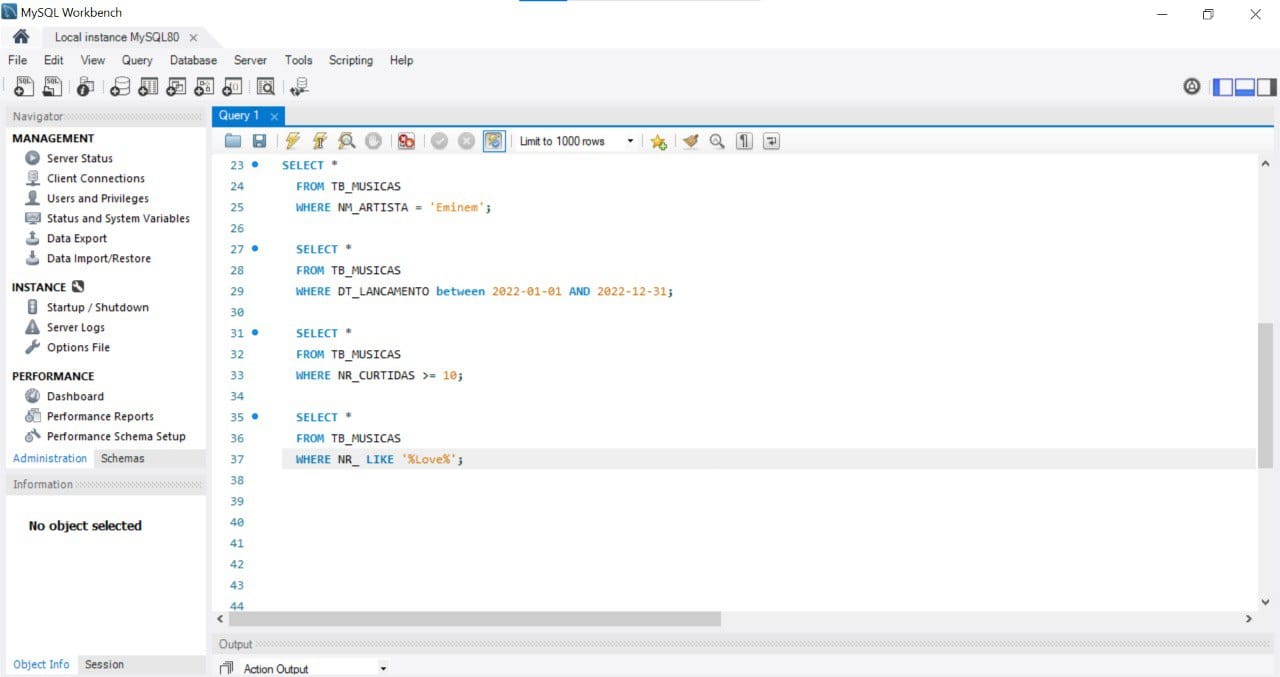 MySQL Workbench
Local instance MySQL80
File Edit View Query Database Server Tools Scripting Help
Navigator
MANAGEMENT
Server Status
Client Connections
Users and Privileges
Status and System Variables
Data Export
Data Import/Restore
INSTANCE
Startup / Shutdown
Server Logs
Options File
PERFORMANCE
Dashboard
Performance Reports
Performance Schema Setup
Administration Schemas
Information
No object selected
Object Info Session
Query 1
Limit to 1000 rows
23 SELECT *
24 FROM TB_MUSICAS
25 WHERE NM_ARTISTA = 'Eminem';
26
27 SELECT *
28 FROM TB_MUSICAS
29 WHERE DT_LANCAMENTO between 2022-01-01 AND 2022-12-31;
30
31 SELECT *
32 FROM TB_MUSICAS
33 WHERE NR_CURTIDAS >= 10;
34
35 SELECT *
36 FROM TB_MUSICAS
37 WHERE NR_ LIKE '%Love%';
38
39
40
41
42
43
44
Output
Action Output